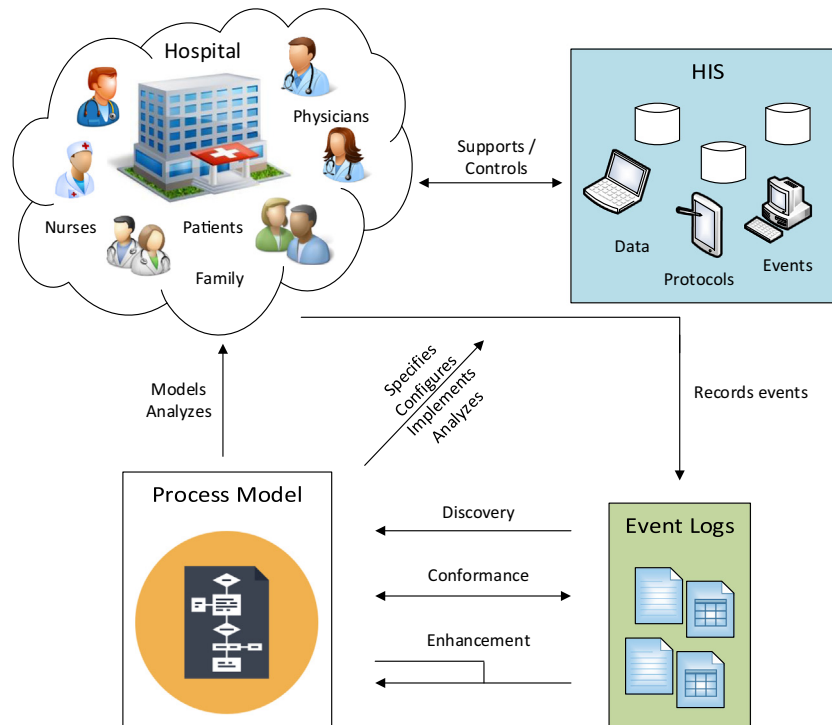 Hospital
Physicians
Nurses
Patients
Family
HIS
Data
Protocols
Events
Supports /
Controls
Models
Analyzes
Specifies
Configures
Implements
Analyzes
Records events
Process Model
Discovery
Conformance
Enhancement
Event Logs